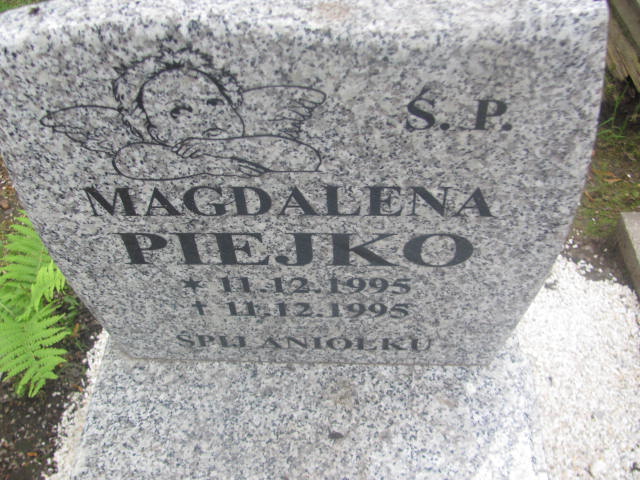 Ś. P.
MAGDALENA
PIEJKO
* 11.12.1995
† 11.12.1995
ŚPIJ ANIOŁKU